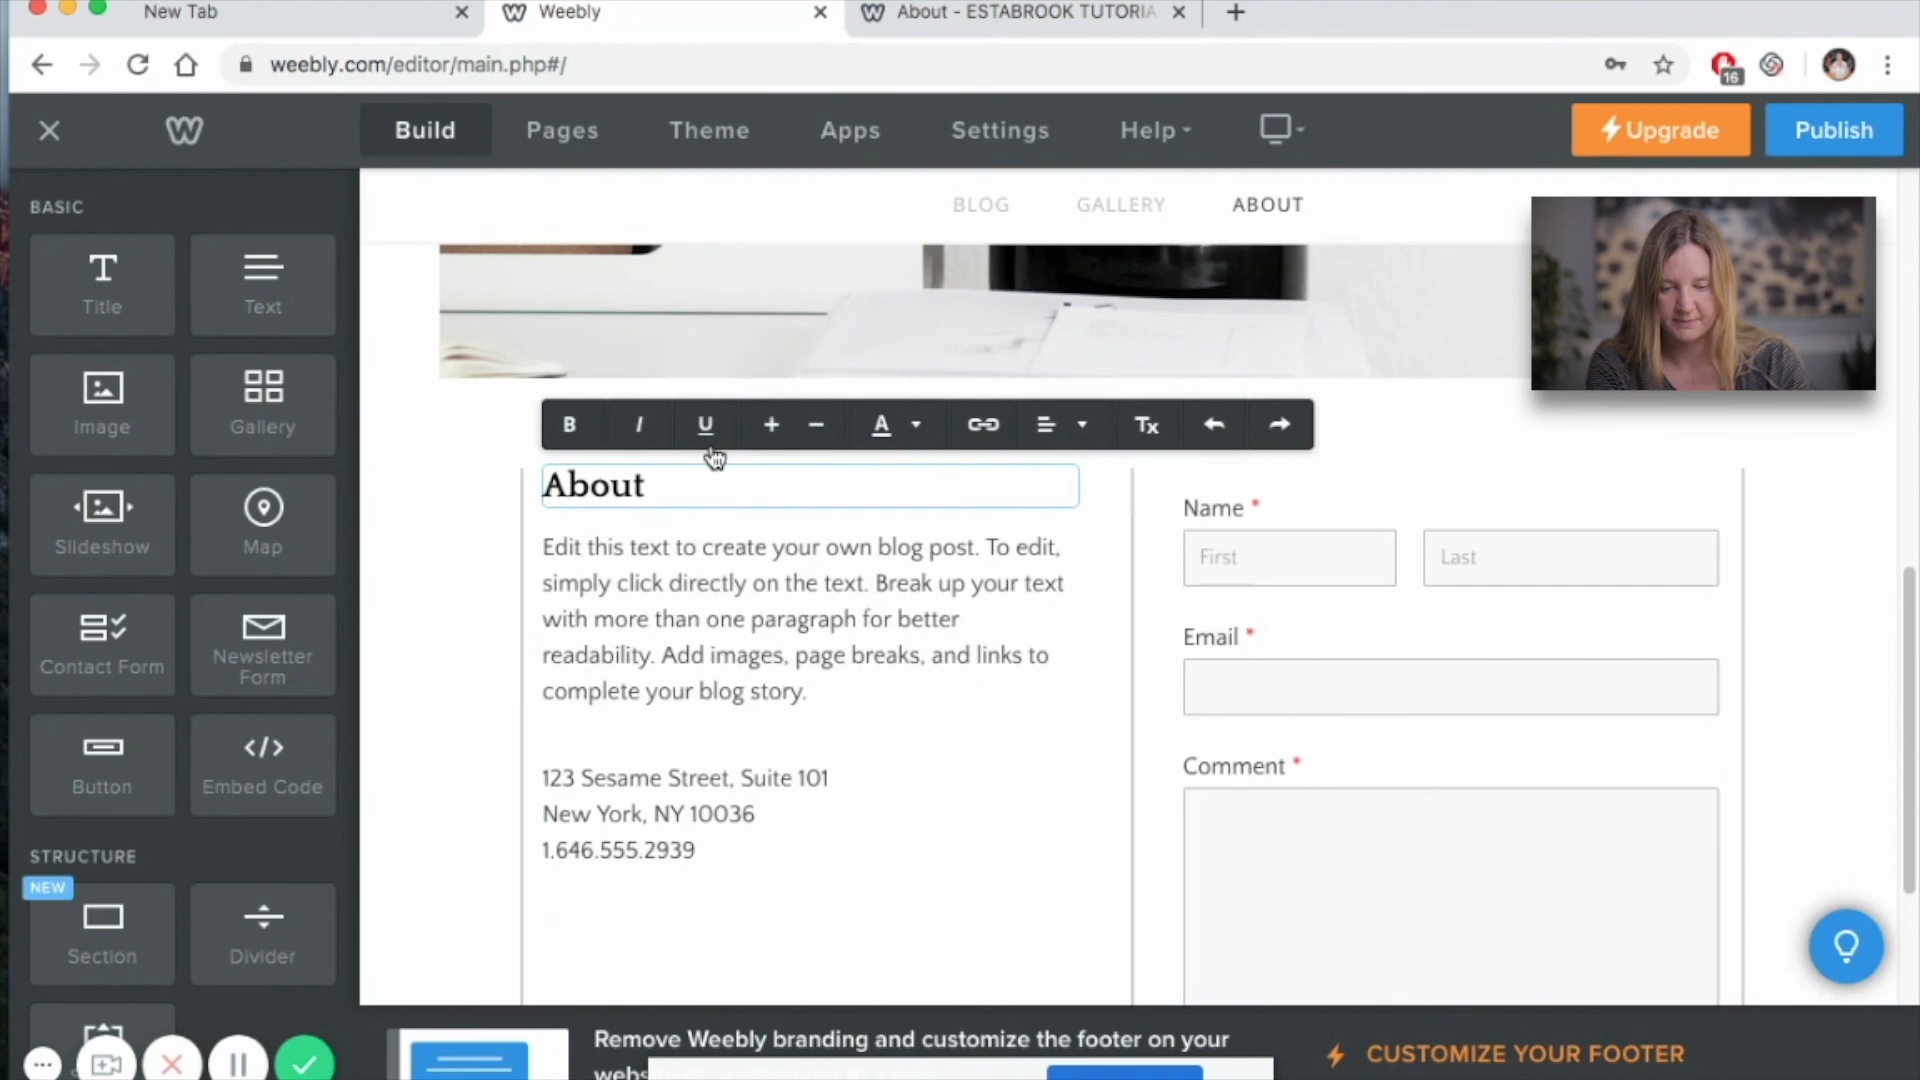 New Tab
Weebly
About - ESTABROOK TUTORIA
weebly.com/editor/main.php#/
16
Build
Pages
Theme
Apps
Settings
Help
Upgrade
Publish
BASIC
Title
Text
Image
Gallery
Slideshow
Map
Contact Form
Newsletter
Form
Button
Embed Code
STRUCTURE
NEW
Section
Divider
BLOG
GALLERY
ABOUT
B I U + − A Tx
About
Edit this text to create your own blog post. To edit,
simply click directly on the text. Break up your text
with more than one paragraph for better
readability. Add images, page breaks, and links to
complete your blog story.
123 Sesame Street, Suite 101
New York, NY 10036
1.646.555.2939
Name *
First
Last
Email *
Comment *
Remove Weebly branding and customize the footer on your
CUSTOMIZE YOUR FOOTER